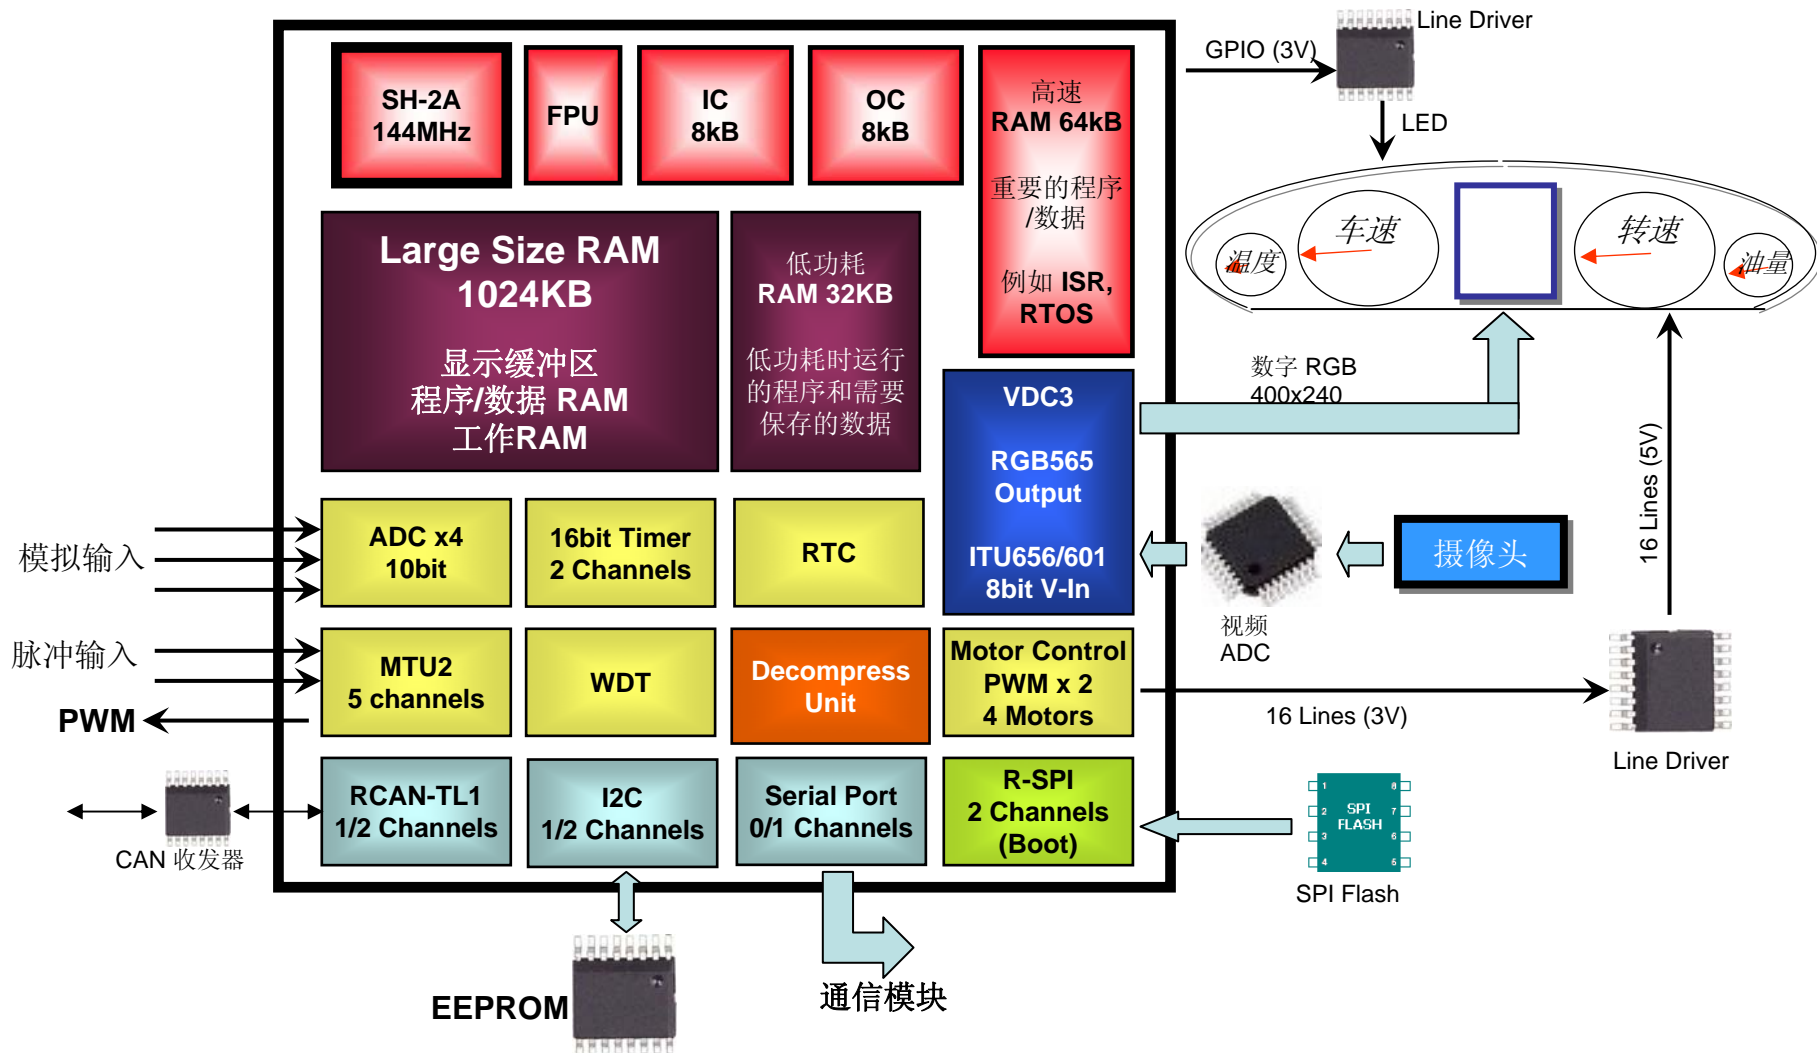 Line Driver
GPIO (3V)
LED
SH-2A
144MHz
FPU
IC
8kB
OC
8kB
高速
RAM 64kB
重要的程序
/数据
例如 ISR,
RTOS
温度
车速
转速
油量
Large Size RAM
1024KB
显示缓冲区
程序/数据 RAM
工作RAM
低功耗
RAM 32KB
低功耗时运行
的程序和需要
保存的数据
VDC3
RGB565
Output
ITU656/601
8bit V-In
数字 RGB
400x240
16 Lines (5V)
模拟输入
ADC x4
10bit
16bit Timer
2 Channels
RTC
摄像头
视频
ADC
脉冲输入
PWM
MTU2
5 channels
WDT
Decompress
Unit
Motor Control
PWM x 2
4 Motors
16 Lines (3V)
Line Driver
CAN 收发器
RCAN-TL1
1/2 Channels
I2C
1/2 Channels
Serial Port
0/1 Channels
R-SPI
2 Channels
(Boot)
1
2
3
4
SPI
FLASH
8
7
6
5
SPI Flash
EEPROM
通信模块